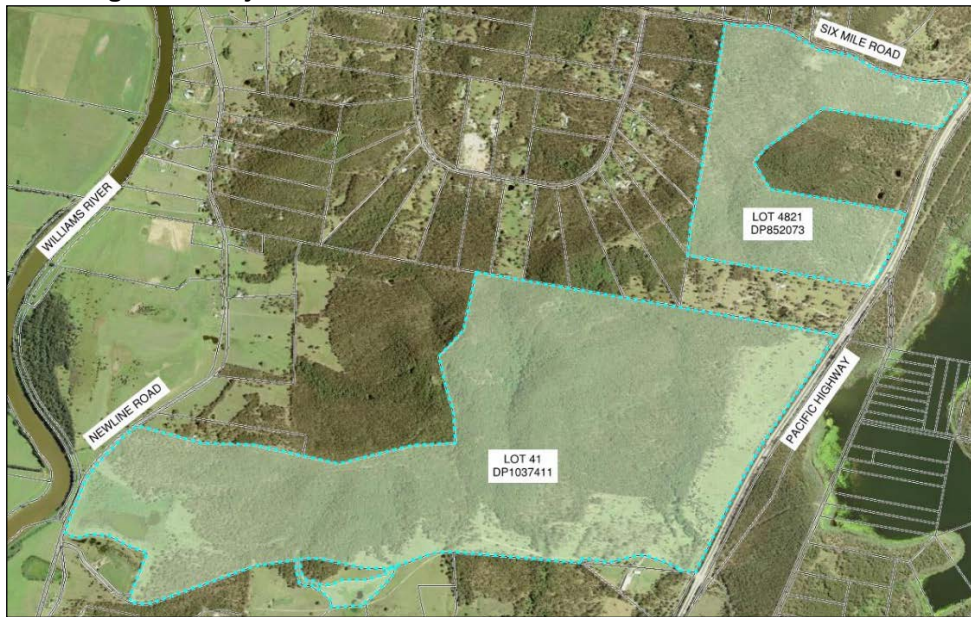 SIX MILE ROAD
WILLIAMS RIVER
LOT 4821
DP852073
NEWLINE ROAD
PACIFIC HIGHWAY
LOT 41
DP1037411